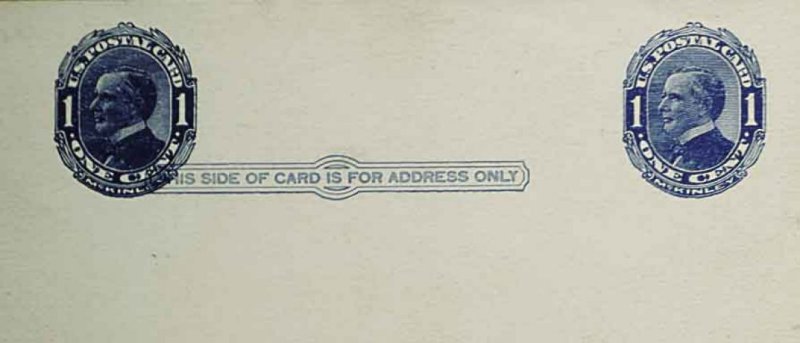 U.S. POSTAL CARD
1 1
· ONE CENT ·
McKINLEY
THIS SIDE OF CARD IS FOR ADDRESS ONLY
U.S. POSTAL CARD
1 1
· ONE CENT ·
McKINLEY